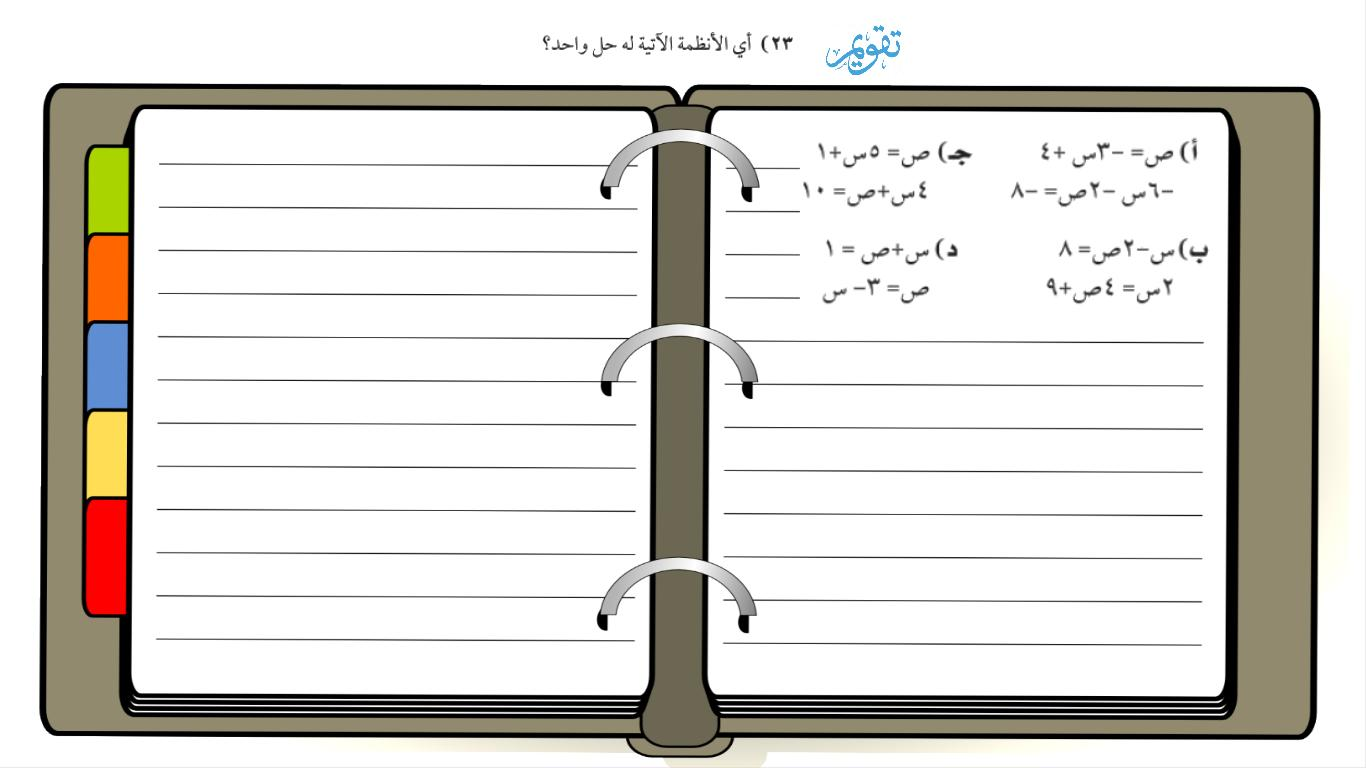 تقويم
٢٣) أي الأنظمة الآتية له حل واحد؟
أ) ص= -٣س +٤
-٦س -٢ص= -٨
جـ) ص= ٥س+١
٤س+ص= ١٠
ب) س-٢ص= ٨
٢س= ٤ص+٩
د) س+ص = ١
ص= ٣- س